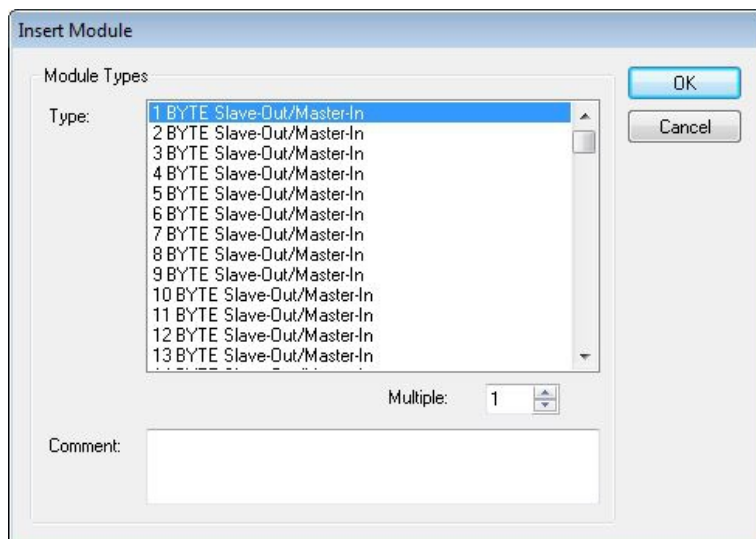 Insert Module
Module Types
OK
Type:
1 BYTE Slave-Out/Master-In
2 BYTE Slave-Out/Master-In
3 BYTE Slave-Out/Master-In
4 BYTE Slave-Out/Master-In
5 BYTE Slave-Out/Master-In
6 BYTE Slave-Out/Master-In
7 BYTE Slave-Out/Master-In
8 BYTE Slave-Out/Master-In
9 BYTE Slave-Out/Master-In
10 BYTE Slave-Out/Master-In
11 BYTE Slave-Out/Master-In
12 BYTE Slave-Out/Master-In
13 BYTE Slave-Out/Master-In
Cancel
Multiple: 1
Comment: